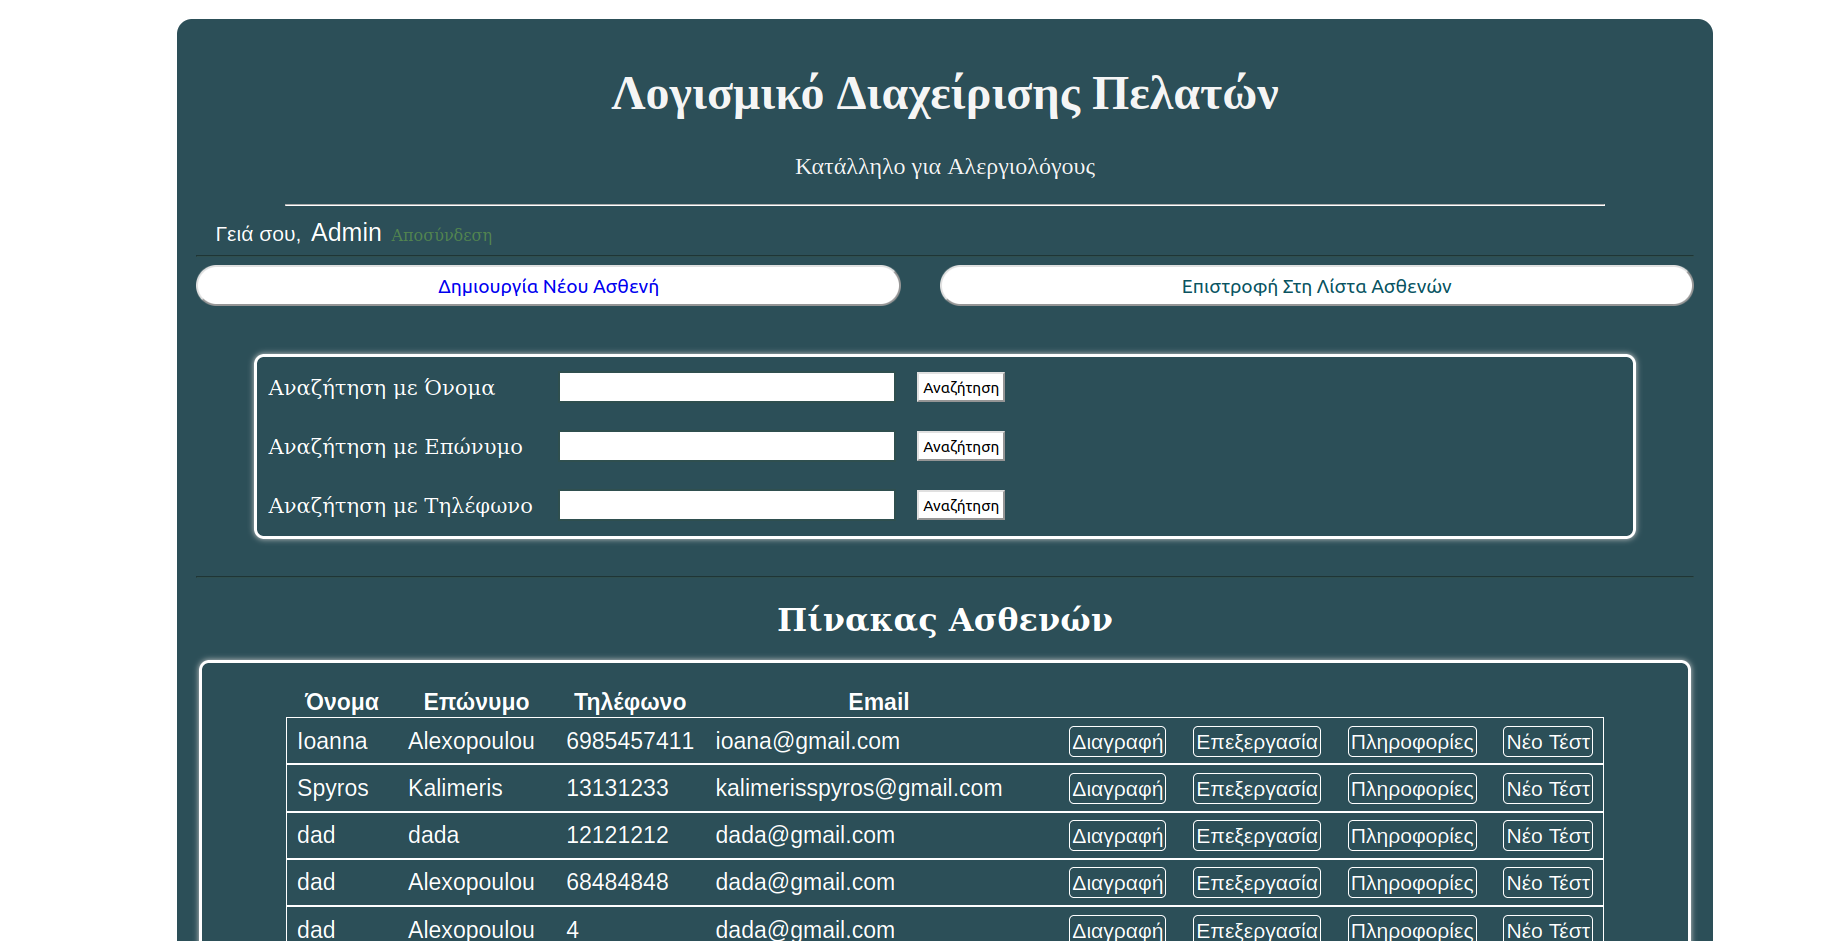 Λογισμικό Διαχείρισης Πελατών
Κατάλληλο για Αλεργιολόγους
Γειά σου, Admin Αποσύνδεση
Δημιουργία Νέου Ασθενή Επιστροφή Στη Λίστα Ασθενών
Αναζήτηση με Όνομα Αναζήτηση
Αναζήτηση με Επώνυμο Αναζήτηση
Αναζήτηση με Τηλέφωνο Αναζήτηση
Πίνακας Ασθενών
Όνομα Επώνυμο Τηλέφωνο Email
Ioanna Alexopoulou 6985457411 ioana@gmail.com Διαγραφή Επεξεργασία Πληροφορίες Νέο Τέστ
Spyros Kalimeris 13131233 kalimerisspyros@gmail.com Διαγραφή Επεξεργασία Πληροφορίες Νέο Τέστ
dad dada 12121212 dada@gmail.com Διαγραφή Επεξεργασία Πληροφορίες Νέο Τέστ
dad Alexopoulou 68484848 dada@gmail.com Διαγραφή Επεξεργασία Πληροφορίες Νέο Τέστ
dad Alexopoulou 4 dada@gmail.com Διαγραφή Επεξεργασία Πληροφορίες Νέο Τέστ